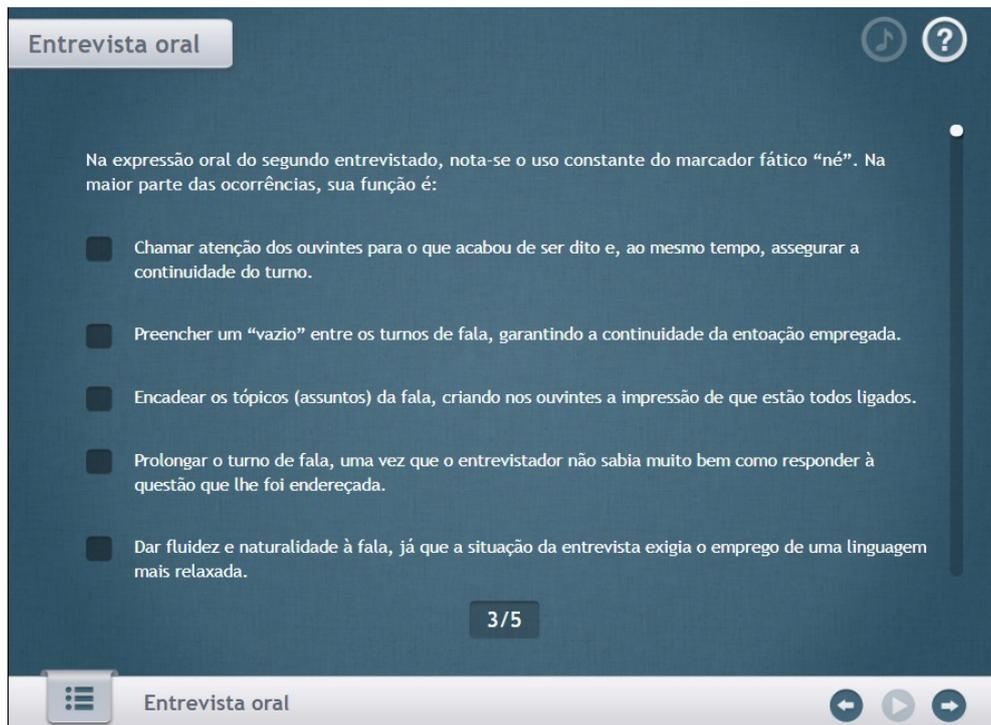 Entrevista oral
?
Na expressão oral do segundo entrevistado, nota-se o uso constante do marcador fático “né”. Na
maior parte das ocorrências, sua função é:
Chamar atenção dos ouvintes para o que acabou de ser dito e, ao mesmo tempo, assegurar a
continuidade do turno.
Preencher um “vazio” entre os turnos de fala, garantindo a continuidade da entoação empregada.
Encadear os tópicos (assuntos) da fala, criando nos ouvintes a impressão de que estão todos ligados.
Prolongar o turno de fala, uma vez que o entrevistador não sabia muito bem como responder à
questão que lhe foi endereçada.
Dar fluidez e naturalidade à fala, já que a situação da entrevista exigia o emprego de uma linguagem
mais relaxada.
3/5
Entrevista oral